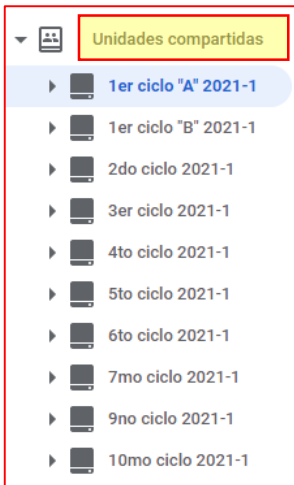 Unidades compartidas
1er ciclo "A" 2021-1
1er ciclo "B" 2021-1
2do ciclo 2021-1
3er ciclo 2021-1
4to ciclo 2021-1
5to ciclo 2021-1
6to ciclo 2021-1
7mo ciclo 2021-1
9no ciclo 2021-1
10mo ciclo 2021-1